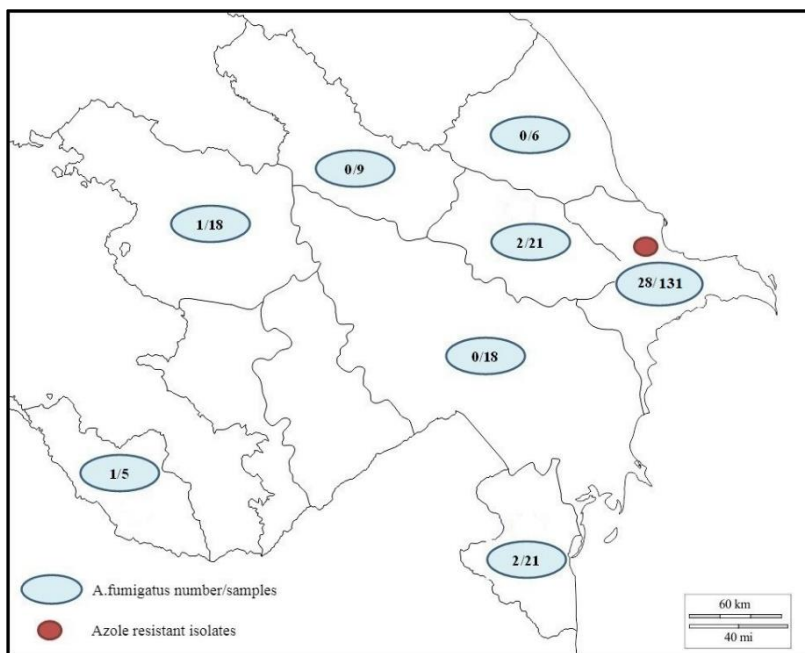 0/6
0/9
1/18
2/21
28/131
0/18
1/5
2/21
A.fumigatus number/samples
Azole resistant isolates
60 km
40 mi